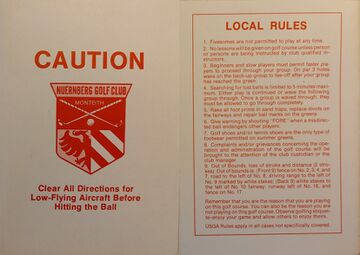 CAUTION
NUERNBERG GOLF CLUB
MONTEITH
Clear All Directions for
Low-Flying Aircraft Before
Hitting the Ball
LOCAL RULES
1. Fivesomes are not permitted to play at any time.
2. No lessons will be given on golf course unless person
or persons are being instructed by club qualified in-
structors.
3. Beginners and slow players must permit faster play-
ers to proceed through your group. On par 3 holes
wave on the back-up group to tee-off after your group
has reached the green.
4. Searching for lost balls is limited to 5 minutes maxi-
mum. Either play is continued or wave the following
group through. Once a group is waved through, they
must be allowed to go completely.
5. Rake all foot prints in sand traps, replace divots on
the fairways and repair ball marks on the greens.
6. Give warning by shouting "FORE" when a misdirec-
ted ball endangers other players.
7. Golf shoes and/or tennis shoes are the only type of
footwear permitted on summer greens.
8. Complaints and/or grievances concerning the oper-
ation and administration of the golf course will be
brought to the attention of the club custodian or the
club manager.
9. Out of Bounds, loss of stroke and distance (2 str-
okes). Out of bounds is: (Front 9) fence on No. 2, 3, 4, and
7, road to the left of No. 8, driving range to the left of
No. 9 marked by white stakes: (Back 9) white stakes to
the left of No. 10 fairway, runway left of No. 16, and
fence on No. 17.
Remember that you are the reason that you are playing
on this golf course. You can also be the reason you are
not playing on this golf course. Observe golfing etiquet-
te-enjoy your game and allow others to enjoy theirs.
USGA Rules apply in all cases not specifically covered.